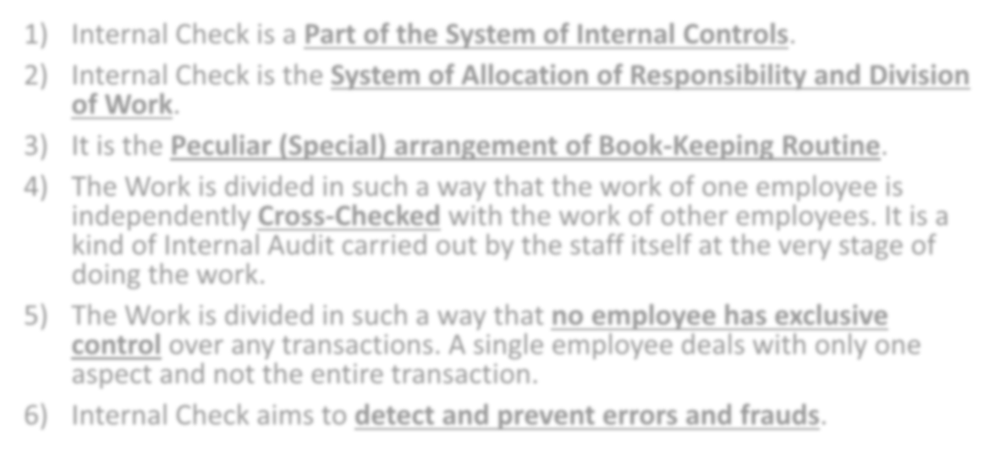 1) Internal Check is a Part of the System of Internal Controls.
2) Internal Check is the System of Allocation of Responsibility and Division
of Work.
3) It is the Peculiar (Special) arrangement of Book-Keeping Routine.
4) The Work is divided in such a way that the work of one employee is
independently Cross-Checked with the work of other employees. It is a
kind of Internal Audit carried out by the staff itself at the very stage of
doing the work.
5) The Work is divided in such a way that no employee has exclusive
control over any transactions. A single employee deals with only one
aspect and not the entire transaction.
6) Internal Check aims to detect and prevent errors and frauds.